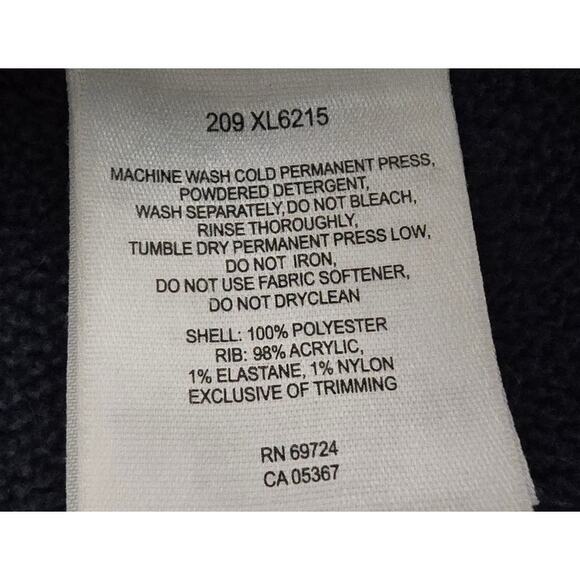 209 XL6215
MACHINE WASH COLD PERMANENT PRESS,
POWDERED DETERGENT,
WASH SEPARATELY, DO NOT BLEACH,
RINSE THOROUGHLY,
TUMBLE DRY PERMANENT PRESS LOW,
DO NOT IRON,
DO NOT USE FABRIC SOFTENER,
DO NOT DRYCLEAN
SHELL: 100% POLYESTER
RIB: 98% ACRYLIC,
1% ELASTANE, 1% NYLON
EXCLUSIVE OF TRIMMING
RN 69724
CA 05367